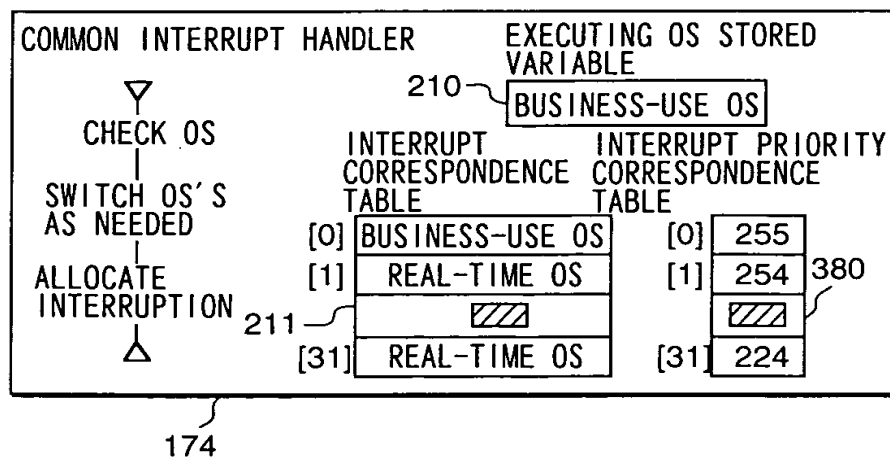 COMMON INTERRUPT HANDLER
EXECUTING OS STORED
VARIABLE
210
BUSINESS-USE OS
CHECK OS
SWITCH OS'S
AS NEEDED
ALLOCATE
INTERRUPTION
INTERRUPT
CORRESPONDENCE
TABLE
[0] BUSINESS-USE OS
[1] REAL-TIME OS
211
[31] REAL-TIME OS
INTERRUPT PRIORITY
CORRESPONDENCE
TABLE
[0] 255
[1] 254
380
[31] 224
174